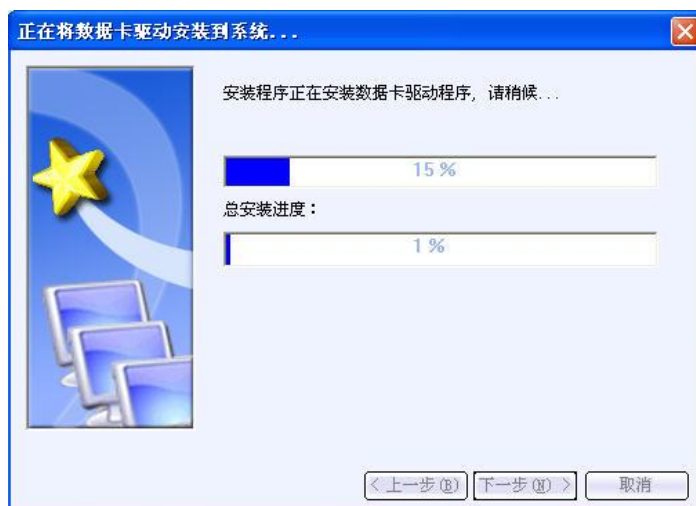 正在将数据卡驱动安装到系统...
安装程序正在安装数据卡驱动程序, 请稍候...
15 %
总安装进度：
1 %
< 上一步(B) 下一步(N) > 取消